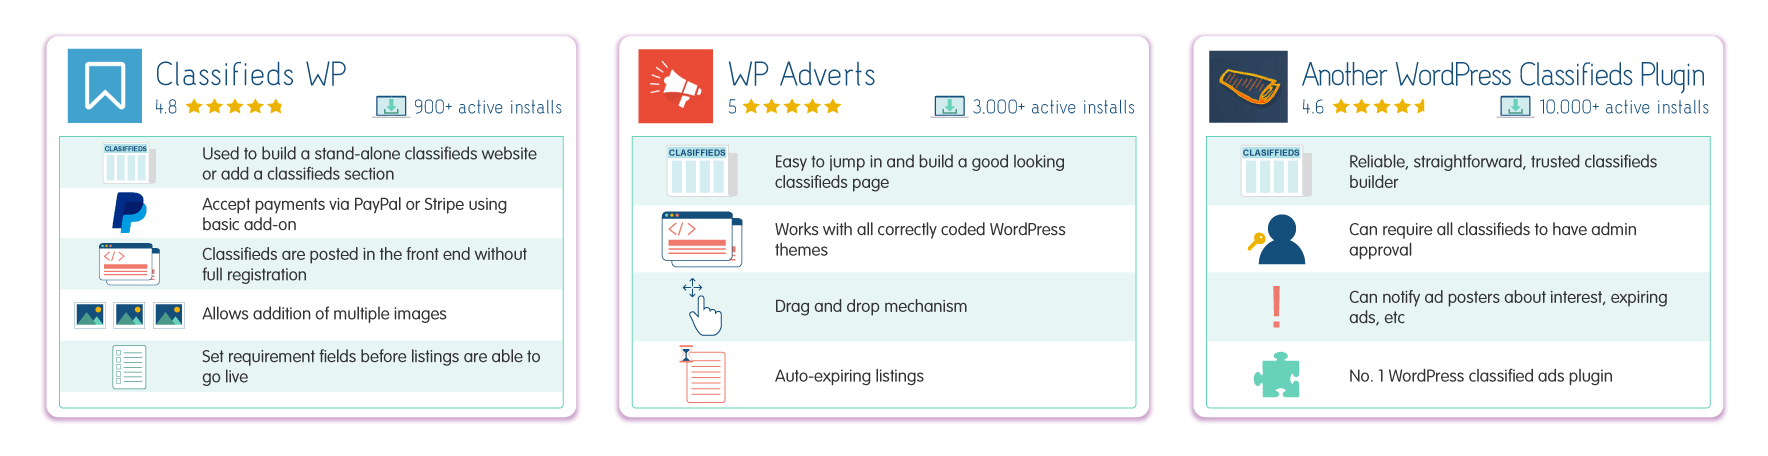 Classifieds WP
4.8
900+ active installs
CLASIFFIEDS
Used to build a stand-alone classifieds website
or add a classifieds section
Accept payments via PayPal or Stripe using
basic add-on
</>
Classifieds are posted in the front end without
full registration
Allows addition of multiple images
Set requirement fields before listings are able to
go live
WP Adverts
5
3.000+ active installs
CLASIFFIEDS
Easy to jump in and build a good looking
classifieds page
</>
Works with all correctly coded WordPress
themes
Drag and drop mechanism
Auto-expiring listings
Another WordPress Classifieds Plugin
4.6
10.000+ active installs
CLASIFFIEDS
Reliable, straightforward, trusted classifieds
builder
Can require all classifieds to have admin
approval
!
Can notify ad posters about interest, expiring
ads, etc
No. 1 WordPress classified ads plugin